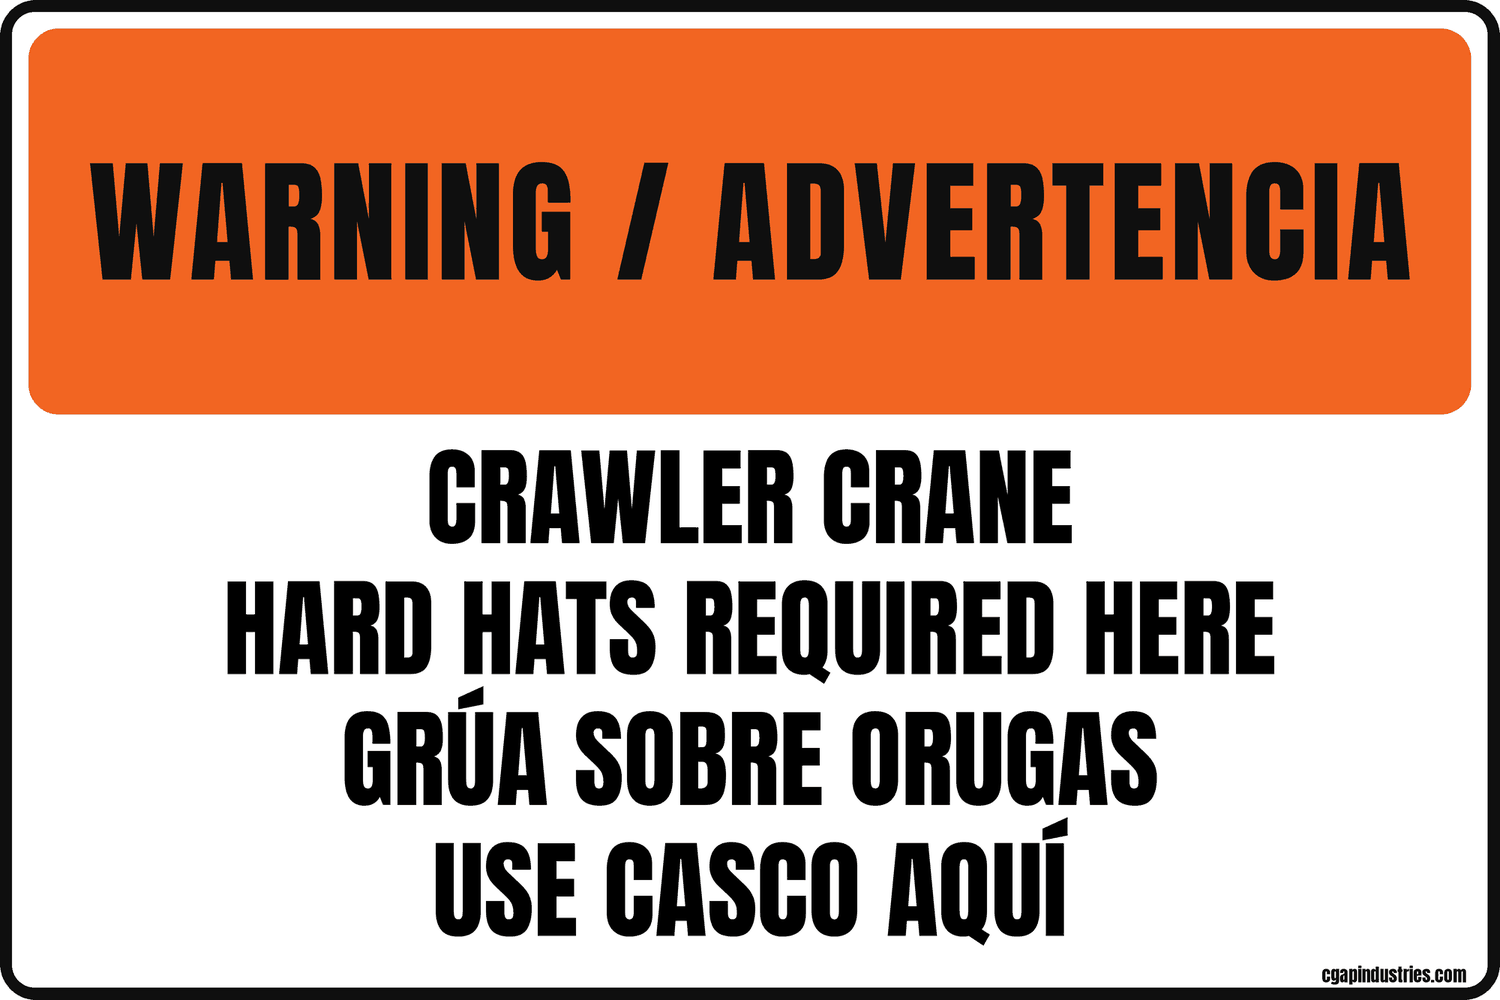 WARNING / ADVERTENCIA
CRAWLER CRANE
HARD HATS REQUIRED HERE
GRÚA SOBRE ORUGAS
USE CASCO AQUÍ
cgapindustries.com